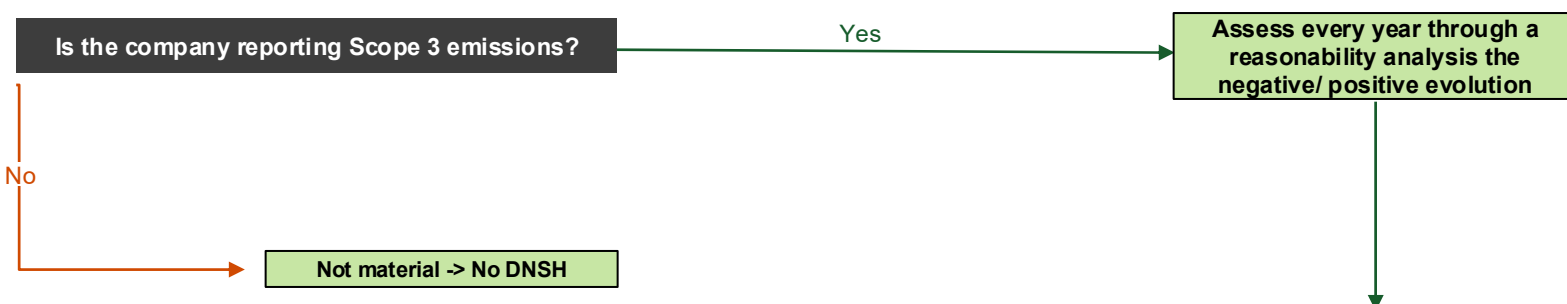 Is the company reporting Scope 3 emissions?
Yes
Assess every year through a
reasonability analysis the
negative/ positive evolution
No
Not material -> No DNSH